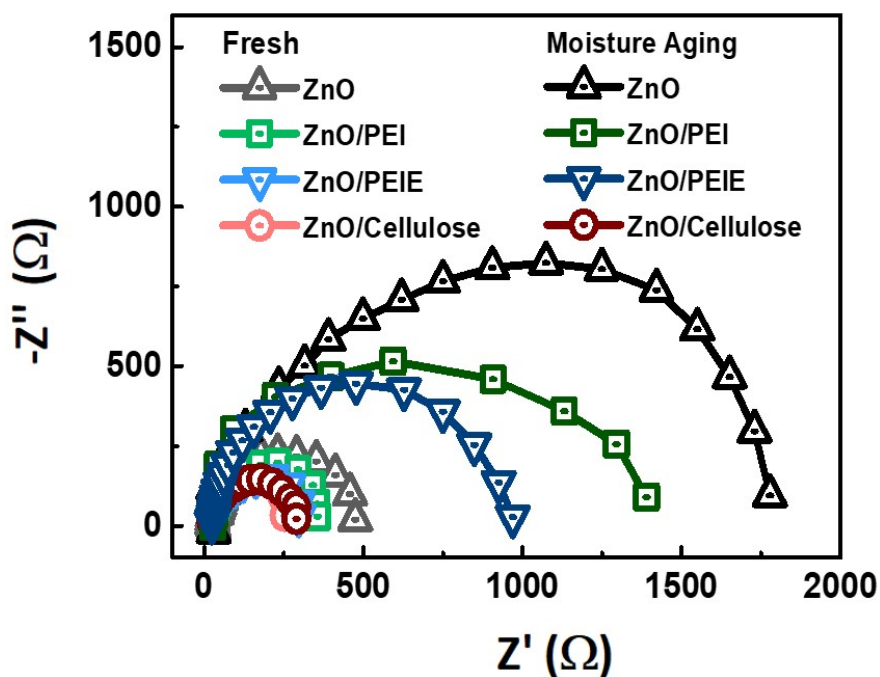 1500
1000
500
0
-Z'' (Ω)
Fresh
ZnO
ZnO/PEI
ZnO/PEIE
ZnO/Cellulose
Moisture Aging
ZnO
ZnO/PEI
ZnO/PEIE
ZnO/Cellulose
0 500 1000 1500 2000
Z' (Ω)